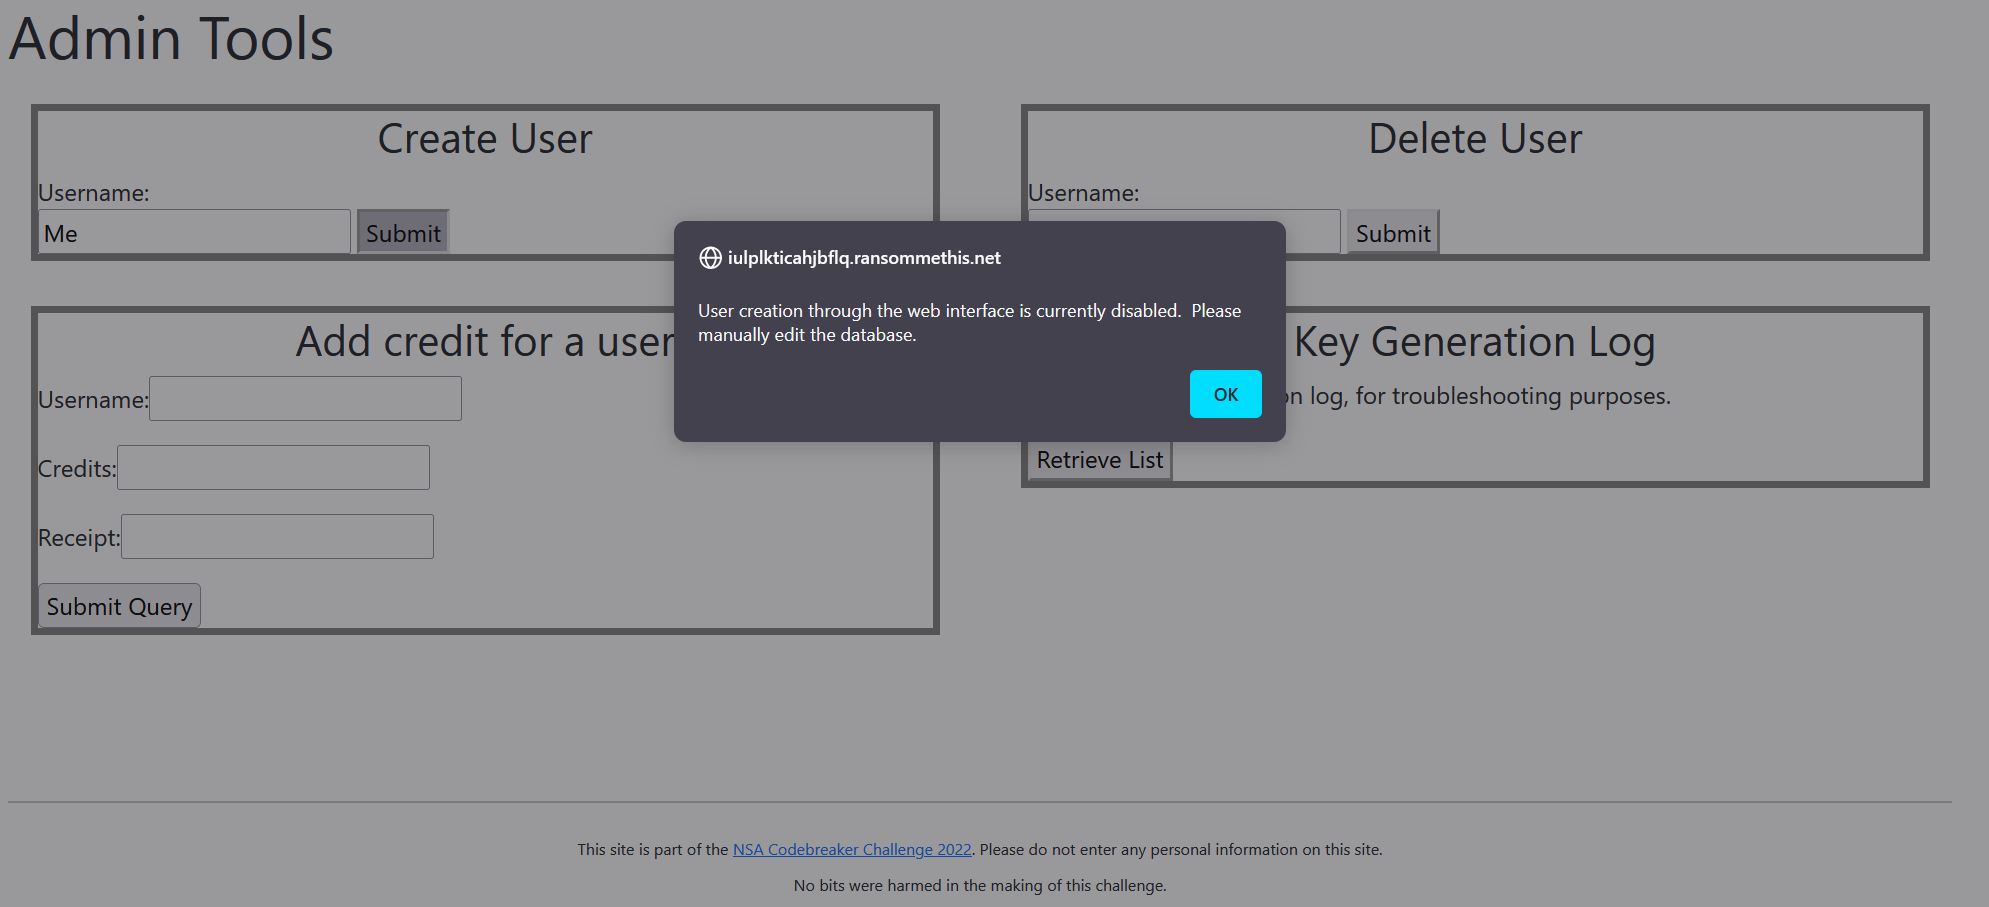 Admin Tools
Create User
Username:
Me
Submit
Delete User
Username:
Submit
iulplkticahjbflq.ransommethis.net
User creation through the web interface is currently disabled.  Please
manually edit the database.
OK
Add credit for a user
Username:
Credits:
Receipt:
Submit Query
Key Generation Log
log, for troubleshooting purposes.
Retrieve List
This site is part of the NSA Codebreaker Challenge 2022. Please do not enter any personal information on this site.
No bits were harmed in the making of this challenge.